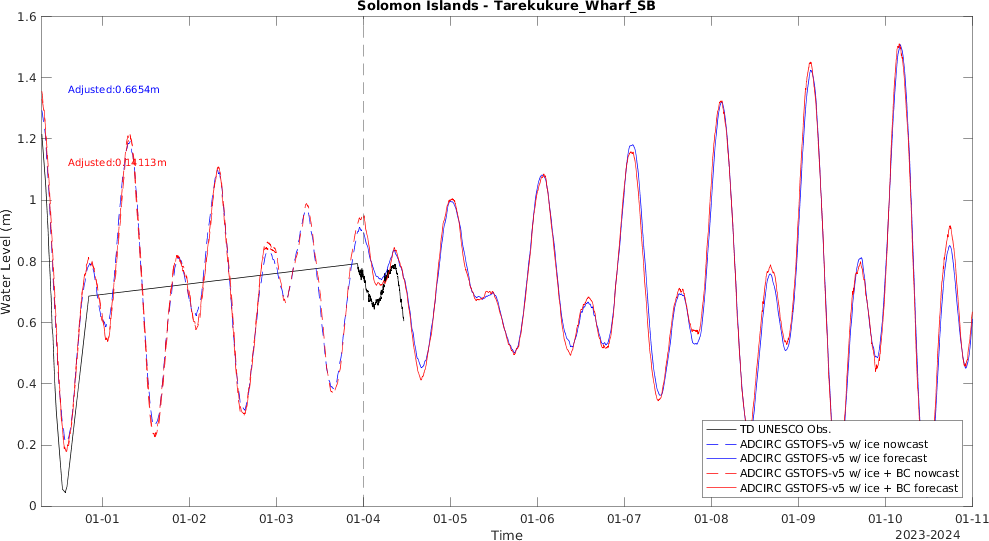 Solomon Islands - Tarekukure_Wharf_SB
1.6
1.4
1.2
1
0.8
0.6
0.4
0.2
0
Water Level (m)
Adjusted:0.6654m
Adjusted:0.14113m
TD UNESCO Obs.
ADCIRC GSTOFS-v5 w/ ice nowcast
ADCIRC GSTOFS-v5 w/ ice forecast
ADCIRC GSTOFS-v5 w/ ice + BC nowcast
ADCIRC GSTOFS-v5 w/ ice + BC forecast
01-01 01-02 01-03 01-04 01-05 01-06 01-07 01-08 01-09 01-10 01-11
Time
2023-2024